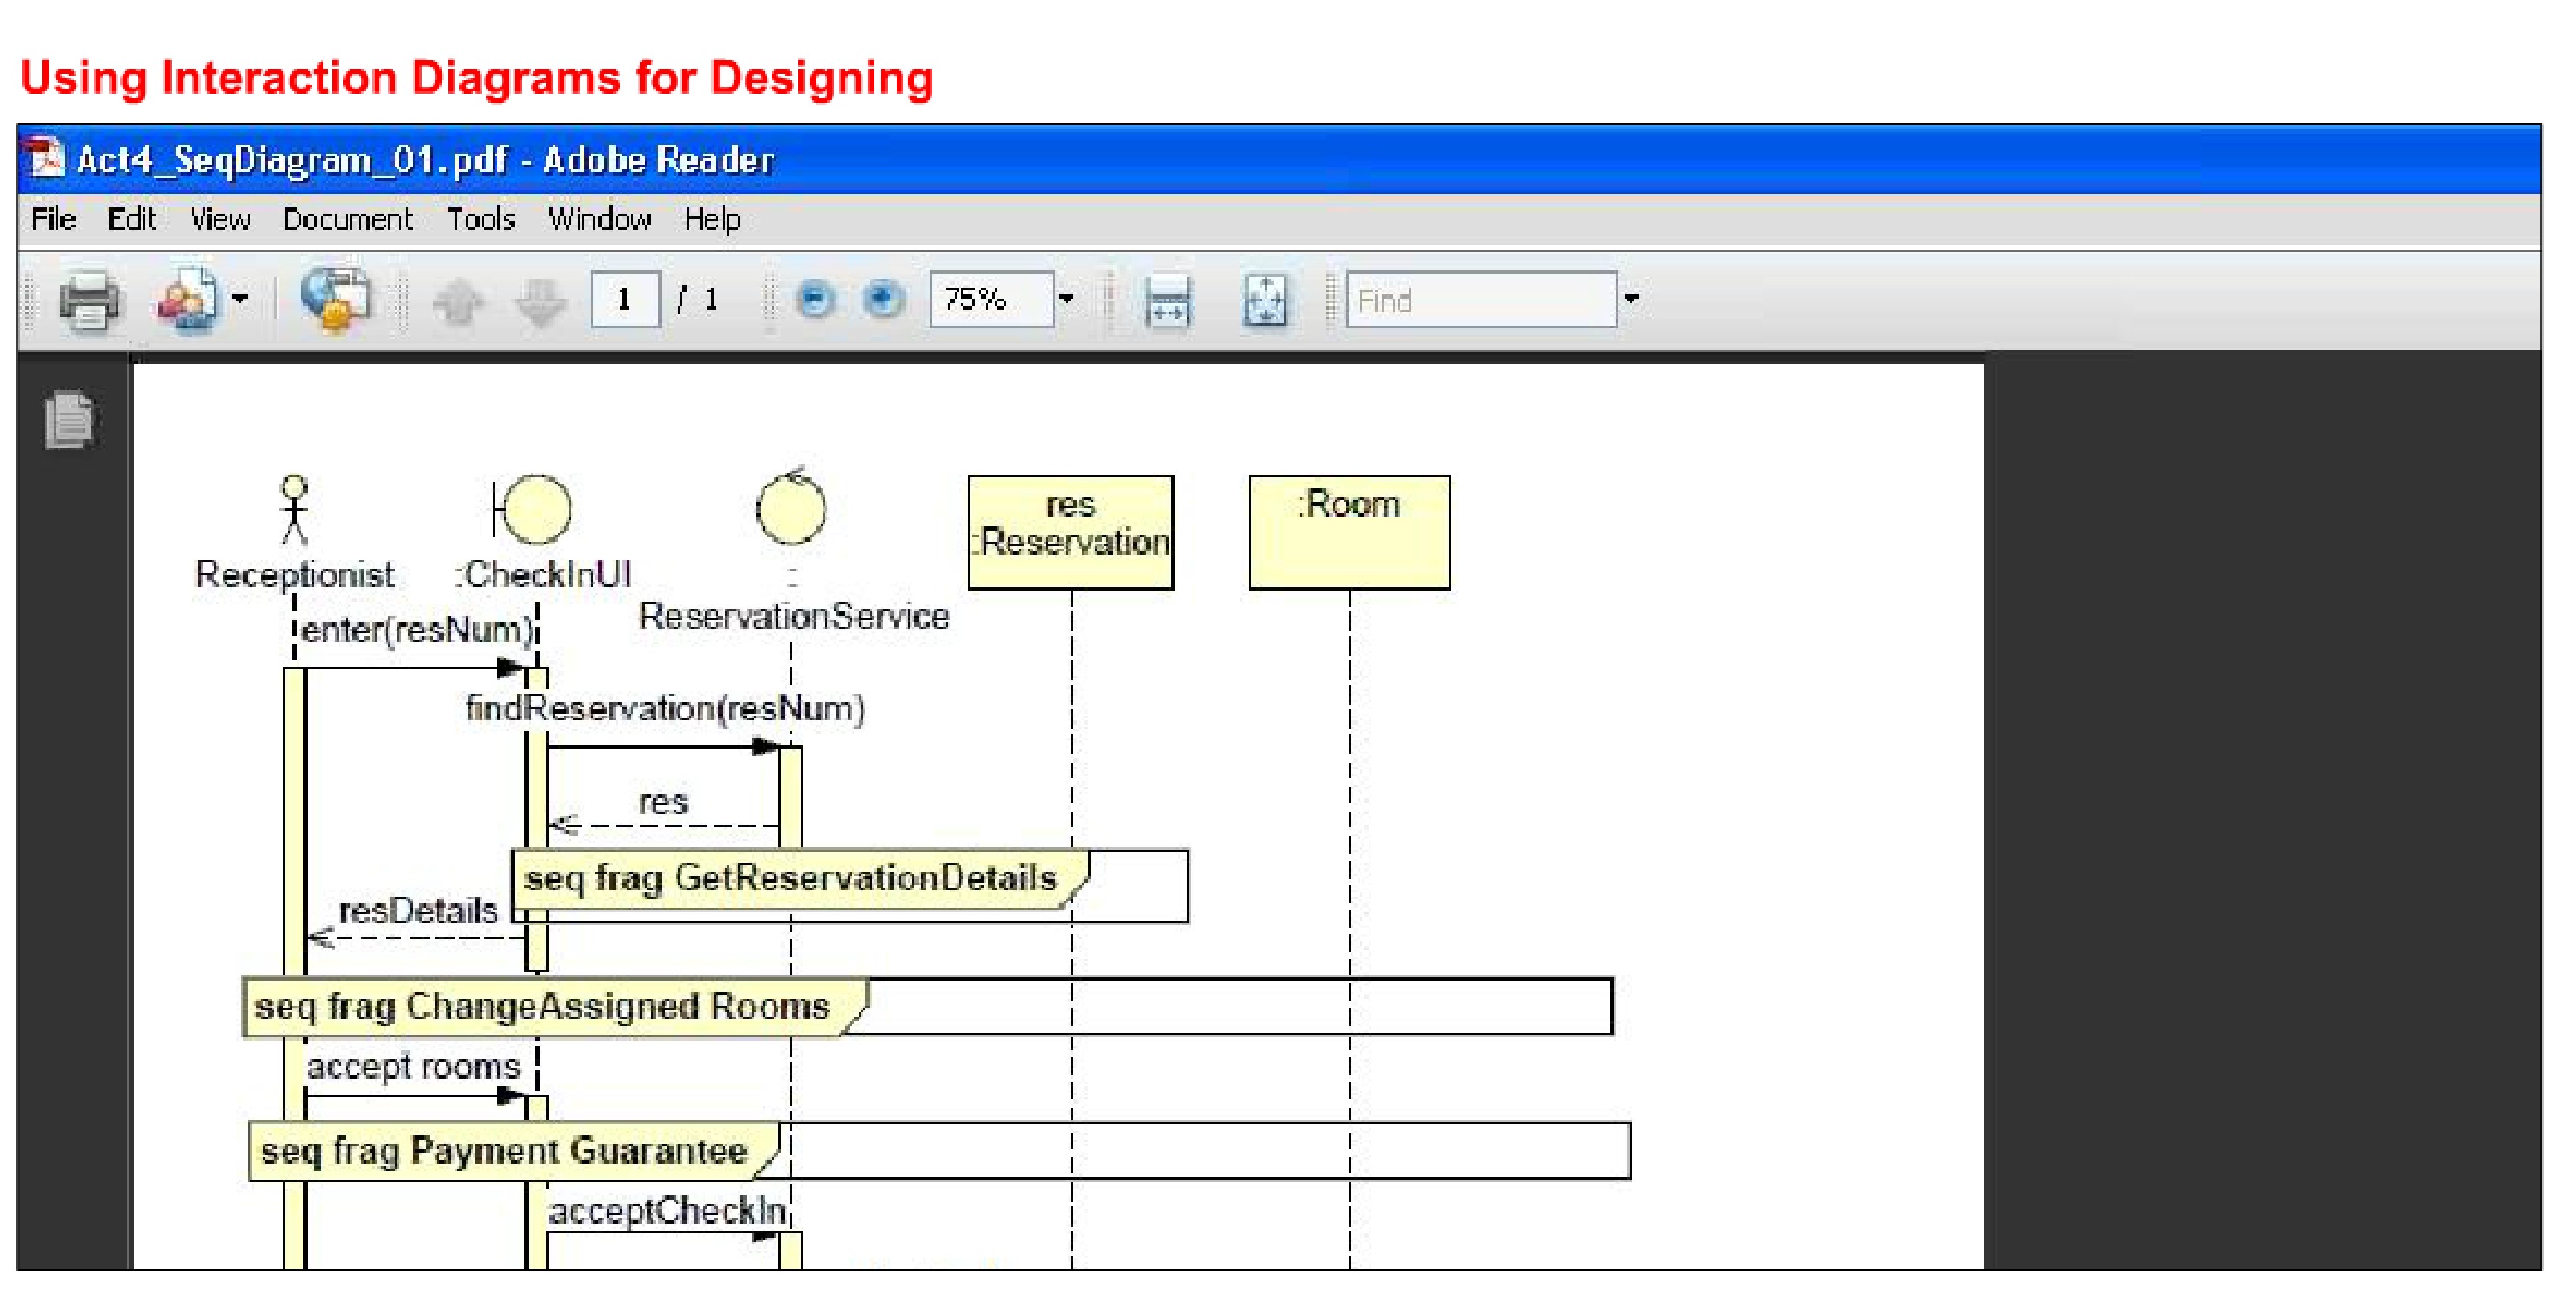 Using Interaction Diagrams for Designing
Act4_SeqDiagram_01.pdf - Adobe Reader
File Edit View Document Tools Window Help
1 / 1 75% Find
res
:Reservation
:Room
Receptionist :CheckInUI :
ReservationService
enter(resNum)
findReservation(resNum)
res
seq frag GetReservationDetails
resDetails
seq frag ChangeAssigned Rooms
accept rooms
seq frag Payment Guarantee
acceptCheckIn